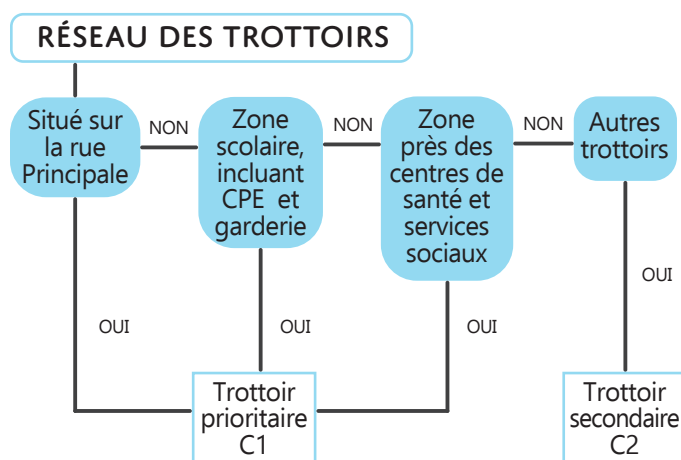 RÉSEAU DES TROTTOIRS
Situé sur
la rue
Principale
NON
Zone
scolaire,
incluant
CPE et
garderie
NON
Zone
près des
centres de
santé et
services
sociaux
NON
Autres
trottoirs
OUI
OUI
OUI
OUI
Trottoir
prioritaire
C1
Trottoir
secondaire
C2